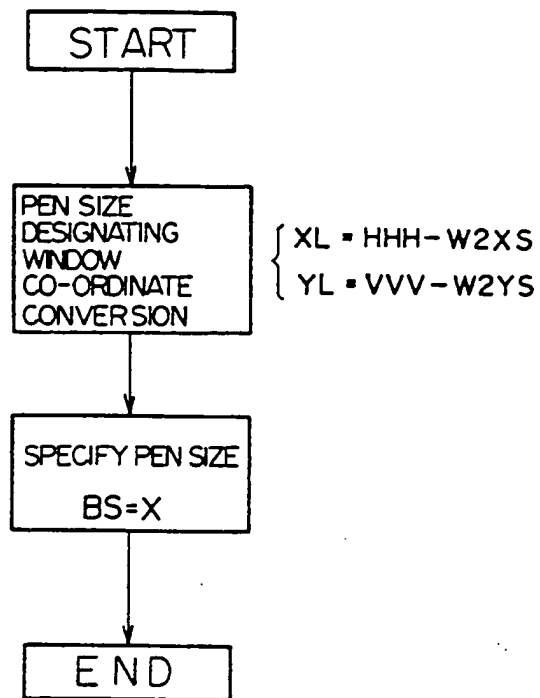 START
PEN SIZE
DESIGNATING
WINDOW
CO-ORDINATE
CONVERSION
XL = HHH-W2XS
YL = VVV-W2YS
SPECIFY PEN SIZE
BS=X
END